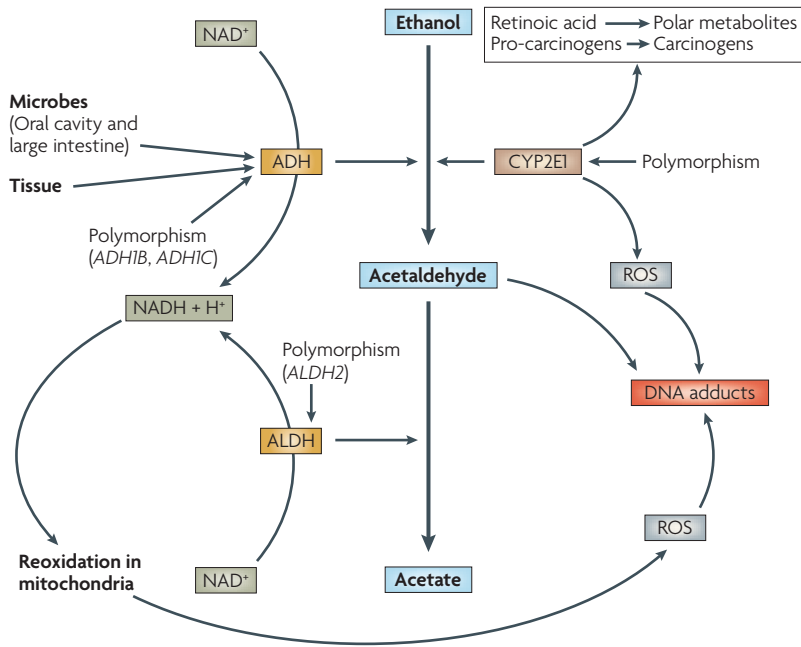 NAD⁺
Ethanol
Retinoic acid
Polar metabolites
Pro-carcinogens
Carcinogens
Microbes
(Oral cavity and
large intestine)
ADH
CYP2E1
Polymorphism
Tissue
Polymorphism
(ADH1B, ADH1C)
Acetaldehyde
ROS
NADH + H⁺
Polymorphism
(ALDH2)
DNA adducts
ALDH
ROS
Reoxidation in
mitochondria
NAD⁺
Acetate